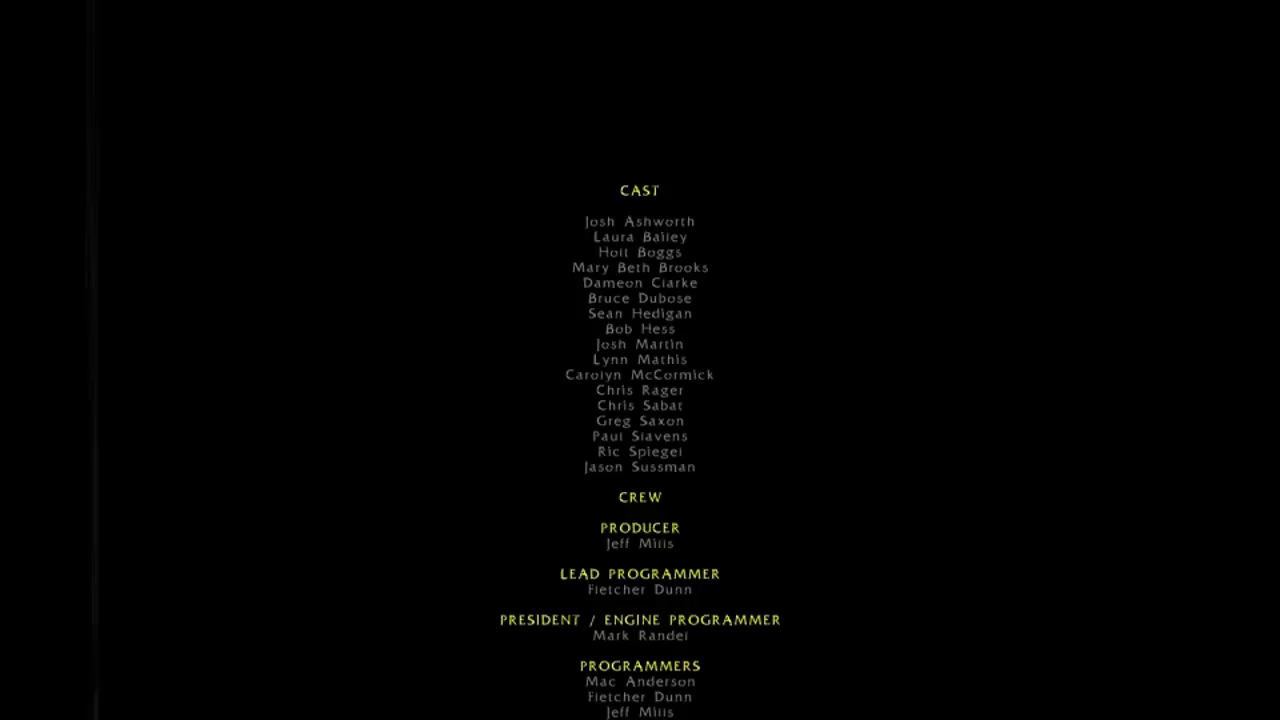 CAST
Josh Ashworth
Laura Bailey
Holt Boggs
Mary Beth Brooks
Dameon Clarke
Bruce Dubose
Sean Hedigan
Bob Hess
Josh Martin
Lynn Mathis
Carolyn McCormick
Chris Rager
Chris Sabat
Greg Saxon
Paul Slavens
Ric Spiegel
Jason Sussman
CREW
PRODUCER
Jeff Mills
LEAD PROGRAMMER
Fletcher Dunn
PRESIDENT / ENGINE PROGRAMMER
Mark Randel
PROGRAMMERS
Mac Anderson
Fletcher Dunn
Jeff Mills